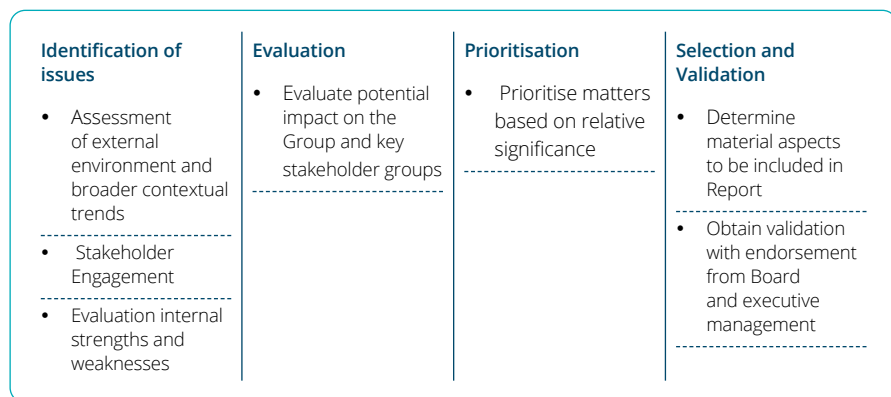 Identification of
issues
• Assessment
of external
environment and
broader contextual
trends
• Stakeholder
Engagement
• Evaluation internal
strengths and
weaknesses
Evaluation
• Evaluate potential
impact on the
Group and key
stakeholder groups
Prioritisation
• Prioritise matters
based on relative
significance
Selection and
Validation
• Determine
material aspects
to be included in
Report
• Obtain validation
with endorsement
from Board
and executive
management